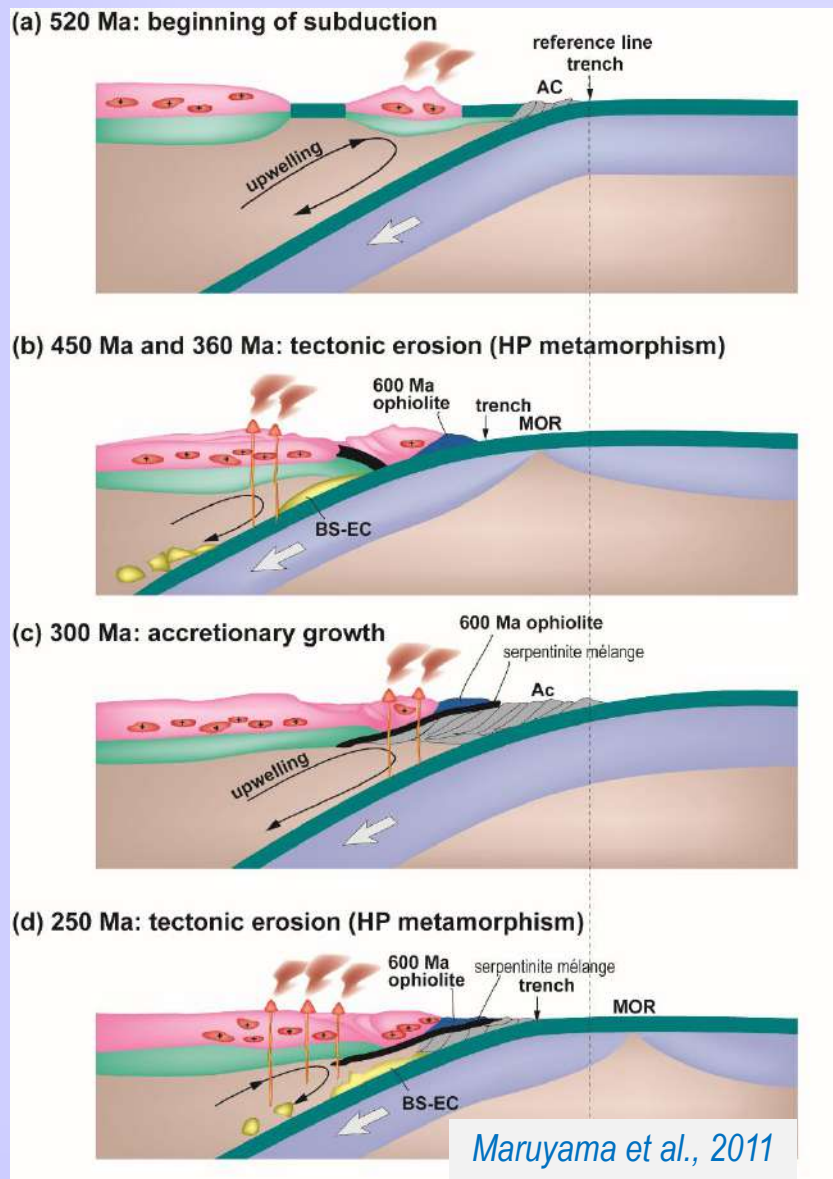 (a) 520 Ma: beginning of subduction
reference line
trench
AC
upwelling
(b) 450 Ma and 360 Ma: tectonic erosion (HP metamorphism)
600 Ma
ophiolite
trench
MOR
BS-EC
(c) 300 Ma: accretionary growth
600 Ma ophiolite
serpentinite mélange
Ac
upwelling
(d) 250 Ma: tectonic erosion (HP metamorphism)
600 Ma
ophiolite
serpentinite mélange
trench
MOR
BS-EC
Maruyama et al., 2011